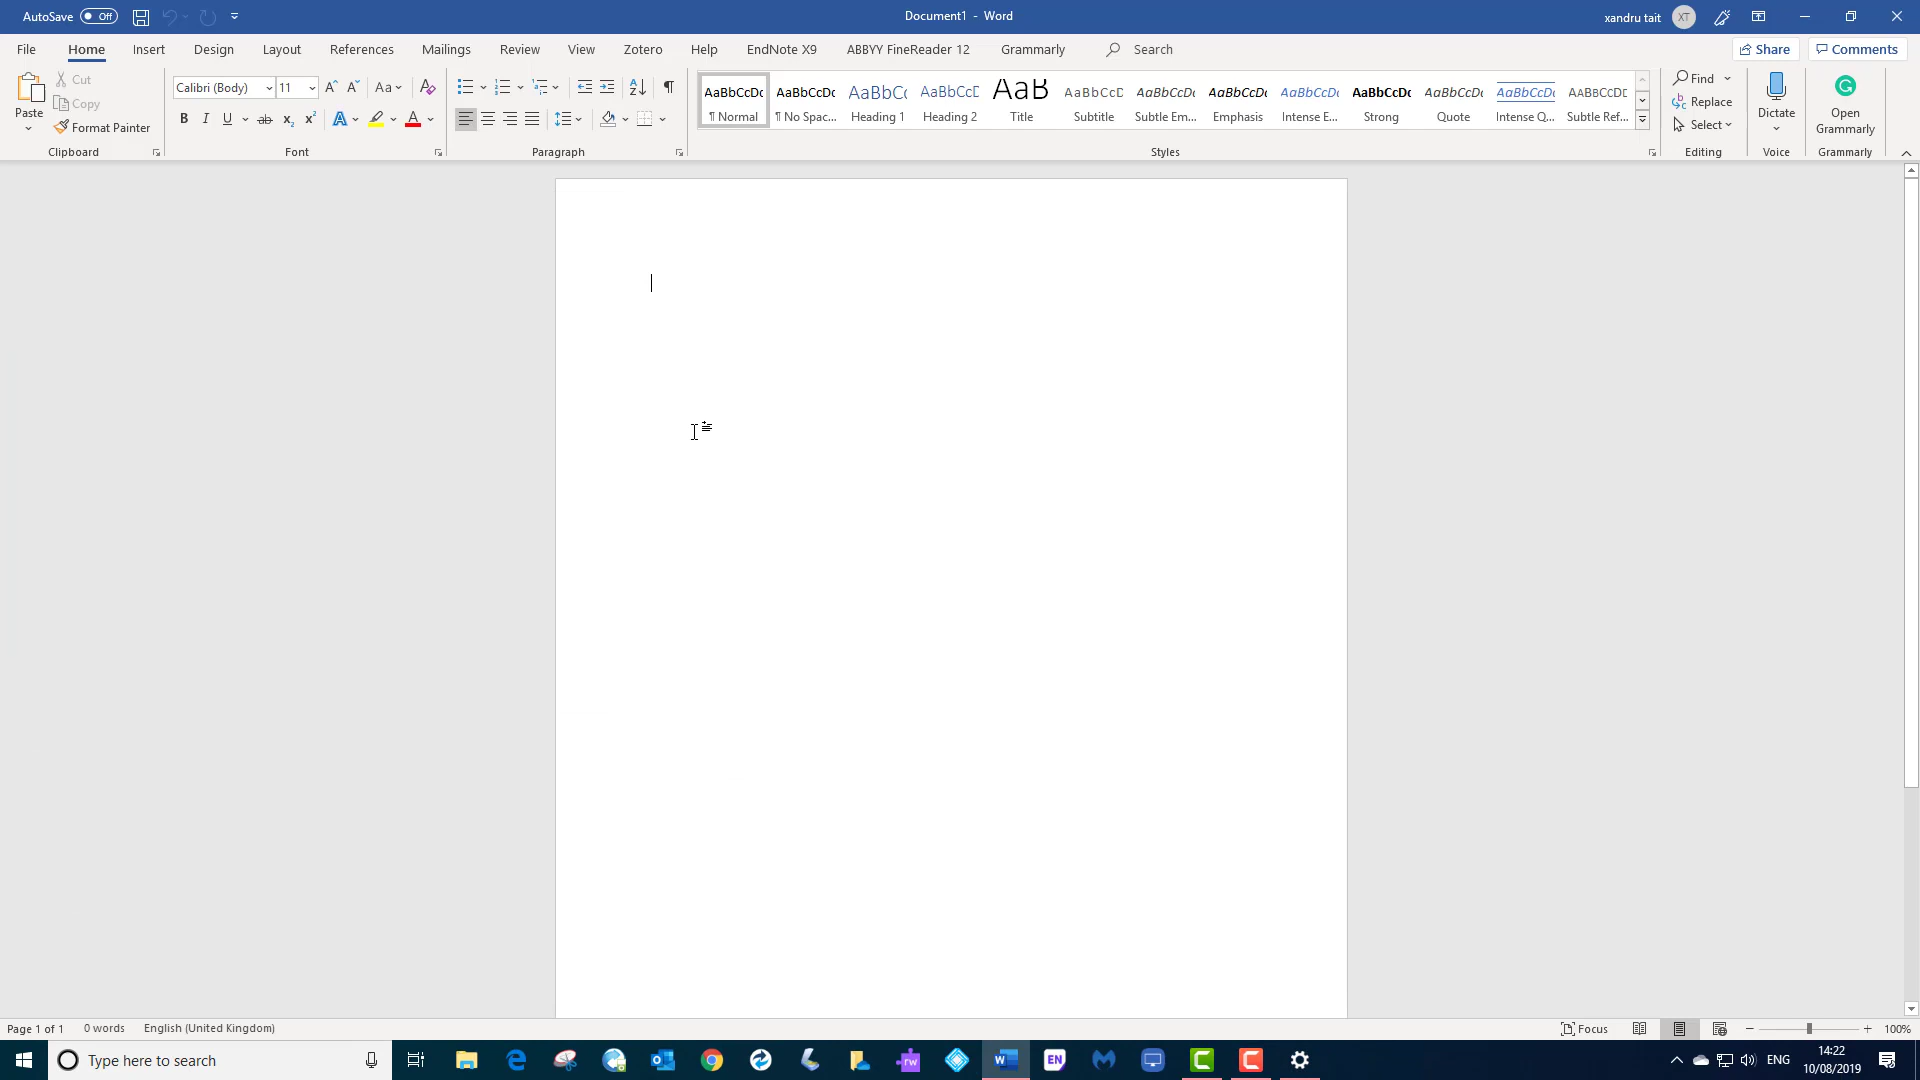 AutoSave Off
Document1 - Word
xandru tait XT
File Home Insert Design Layout References Mailings Review View Zotero Help EndNote X9 ABBYY FineReader 12 Grammarly Search Share Comments
Paste
Cut
Copy
Format Painter
Clipboard
Calibri (Body) 11
Font
Paragraph
AaBbCcDc AaBbCcDc AaBbCc AaBbCcD AaB AaBbCcD AaBbCcDc AaBbCcDc AaBbCcDc AaBbCcDc AaBbCcDc AaBbCcDc AaBbCcDd
¶ Normal ¶ No Spac... Heading 1 Heading 2 Title Subtitle Subtle Em... Emphasis Intense E... Strong Quote Intense Q... Subtle Ref...
Styles
Find
Replace
Select
Editing
Dictate
Voice
Open
Grammarly
Grammarly
Page 1 of 1 0 words English (United Kingdom)
Focus
100%
Type here to search
rw
EN
ENG
14:22
10/08/2019